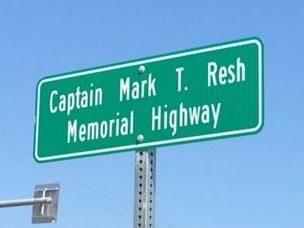 Captain Mark T. Resh
Memorial Highway